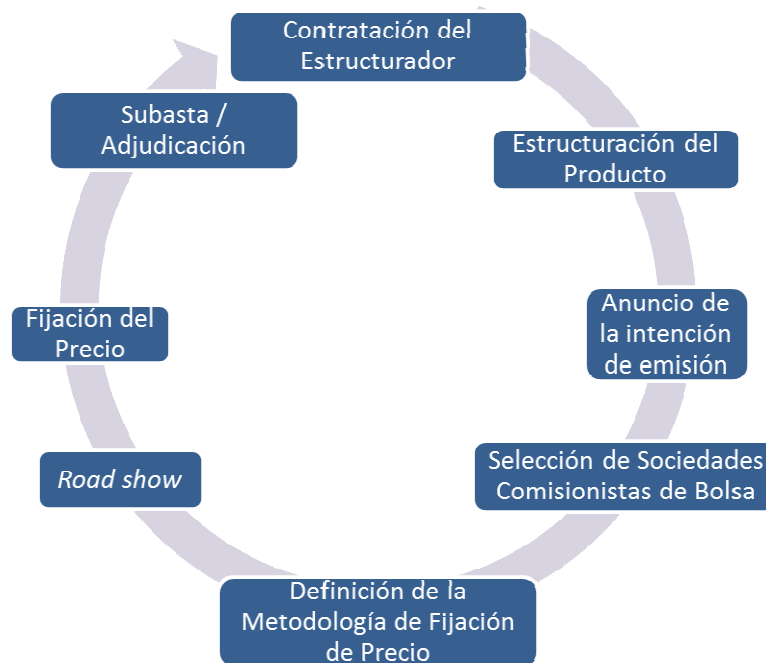 Contratación del
Estructurador
Estructuración del
Producto
Anuncio de
la intención
de emisión
Selección de Sociedades
Comisionistas de Bolsa
Definición de la
Metodología de Fijación
de Precio
Road show
Fijación del
Precio
Subasta /
Adjudicación